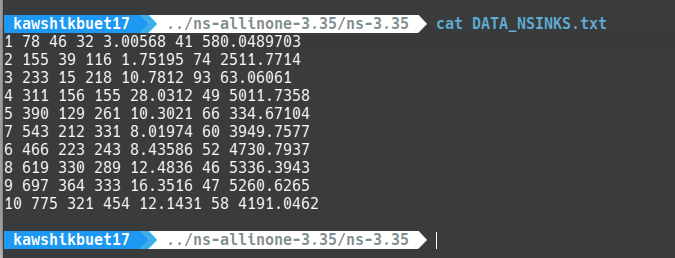 kawshikbuet17 ../ns-allinone-3.35/ns-3.35 cat DATA_NSINKS.txt
1 78 46 32 3.00568 41 580.0489703
2 155 39 116 1.75195 74 2511.7714
3 233 15 218 10.7812 93 63.06061
4 311 156 155 28.0312 49 5011.7358
5 390 129 261 10.3021 66 334.67104
7 543 212 331 8.01974 60 3949.7577
6 466 223 243 8.43586 52 4730.7937
8 619 330 289 12.4836 46 5336.3943
9 697 364 333 16.3516 47 5260.6265
10 775 321 454 12.1431 58 4191.0462
kawshikbuet17 ../ns-allinone-3.35/ns-3.35